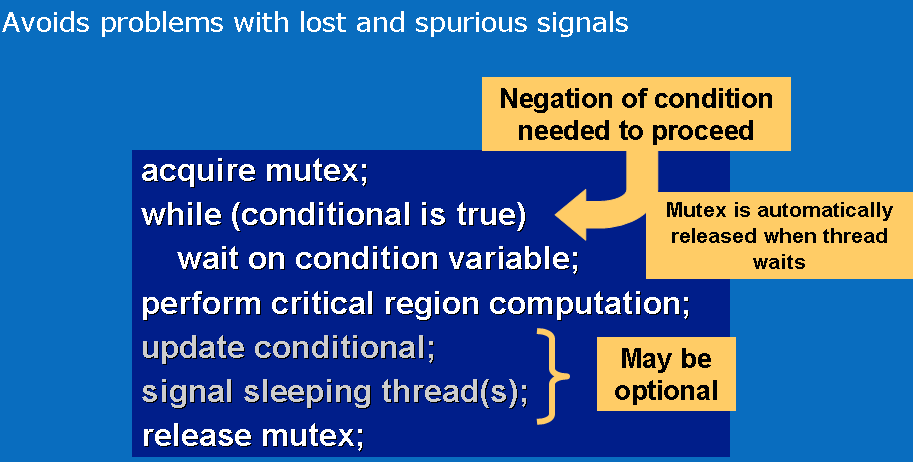 Avoids problems with lost and spurious signals
Negation of condition
needed to proceed
acquire mutex;
while (conditional is true)
Mutex is automatically
released when thread
waits
wait on condition variable;
perform critical region computation;
update conditional;
signal sleeping thread(s);
May be
optional
release mutex;